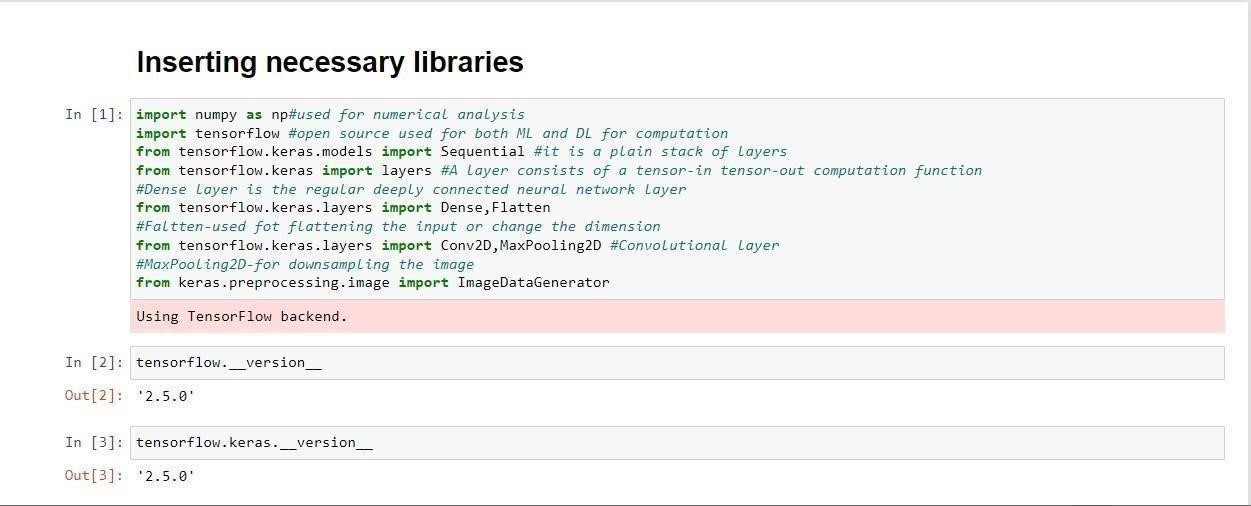 Inserting necessary libraries
In [1]: import numpy as np#used for numerical analysis
import tensorflow #open source used for both ML and DL for computation
from tensorflow.keras.models import Sequential #it is a plain stack of layers
from tensorflow.keras import layers #A layer consists of a tensor-in tensor-out computation function
#Dense layer is the regular deeply connected neural network layer
from tensorflow.keras.layers import Dense,Flatten
#Faltten-used fot flattening the input or change the dimension
from tensorflow.keras.layers import Conv2D,MaxPooling2D #Convolutional layer
#MaxPooling2D-for downsampling the image
from keras.preprocessing.image import ImageDataGenerator
Using TensorFlow backend.
In [2]: tensorflow.__version__
Out[2]: '2.5.0'
In [3]: tensorflow.keras.__version__
Out[3]: '2.5.0'